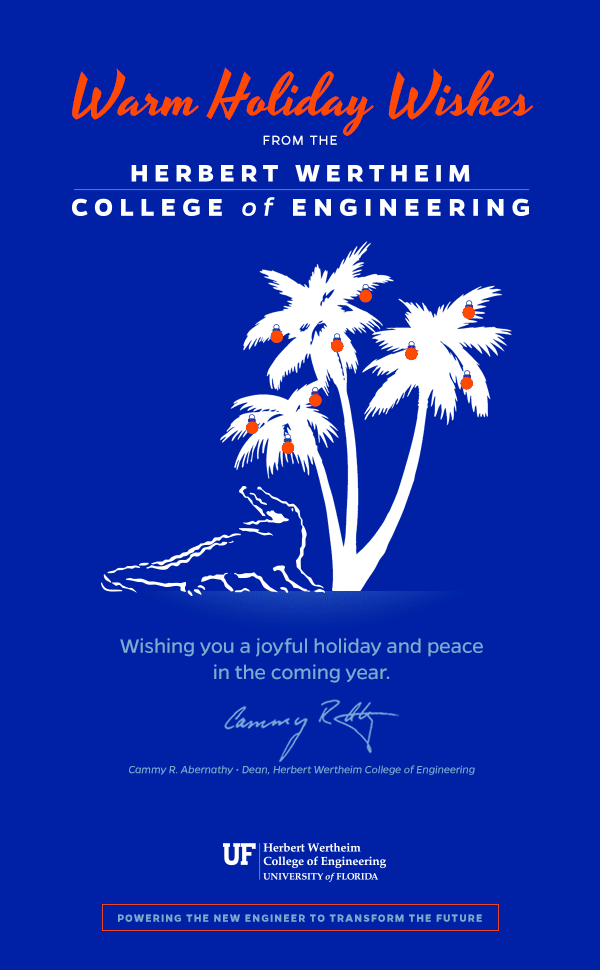 Warm Holiday Wishes
FROM THE
HERBERT WERTHEIM
COLLEGE of ENGINEERING
Wishing you a joyful holiday and peace
in the coming year.
Cammy R. Abernathy • Dean, Herbert Wertheim College of Engineering
UF Herbert Wertheim
College of Engineering
UNIVERSITY of FLORIDA
POWERING THE NEW ENGINEER TO TRANSFORM THE FUTURE